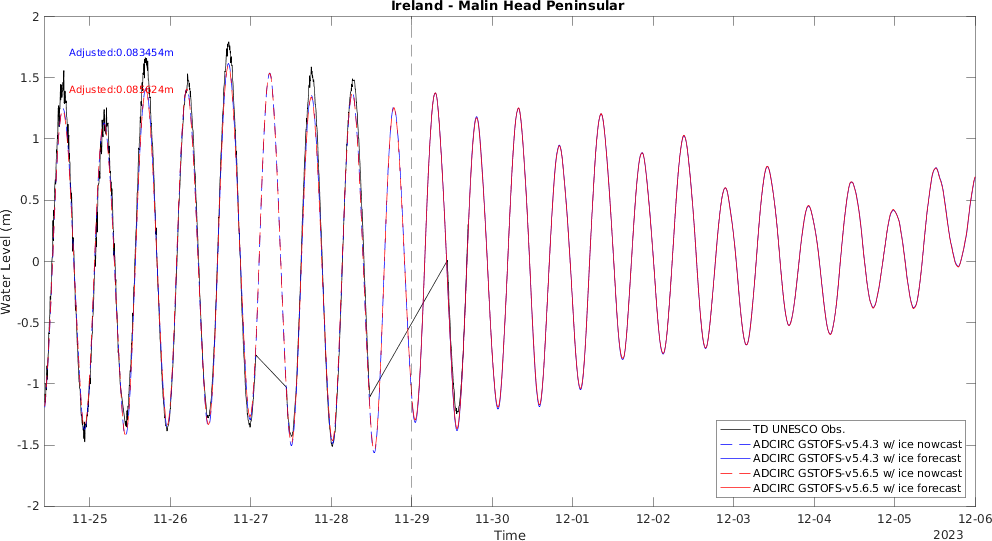 Ireland - Malin Head Peninsular
Adjusted:0.083454m
Water Level (m)
2
1.5
1
0.5
0
-0.5
-1
-1.5
-2
11-25
11-26
11-27
11-28
11-29
11-30
12-01
12-02
12-03
12-04
12-05
12-06
Time
2023
TD UNESCO Obs.
ADCIRC GSTOFS-v5.4.3 w/ ice nowcast
ADCIRC GSTOFS-v5.4.3 w/ ice forecast
ADCIRC GSTOFS-v5.6.5 w/ ice nowcast
ADCIRC GSTOFS-v5.6.5 w/ ice forecast